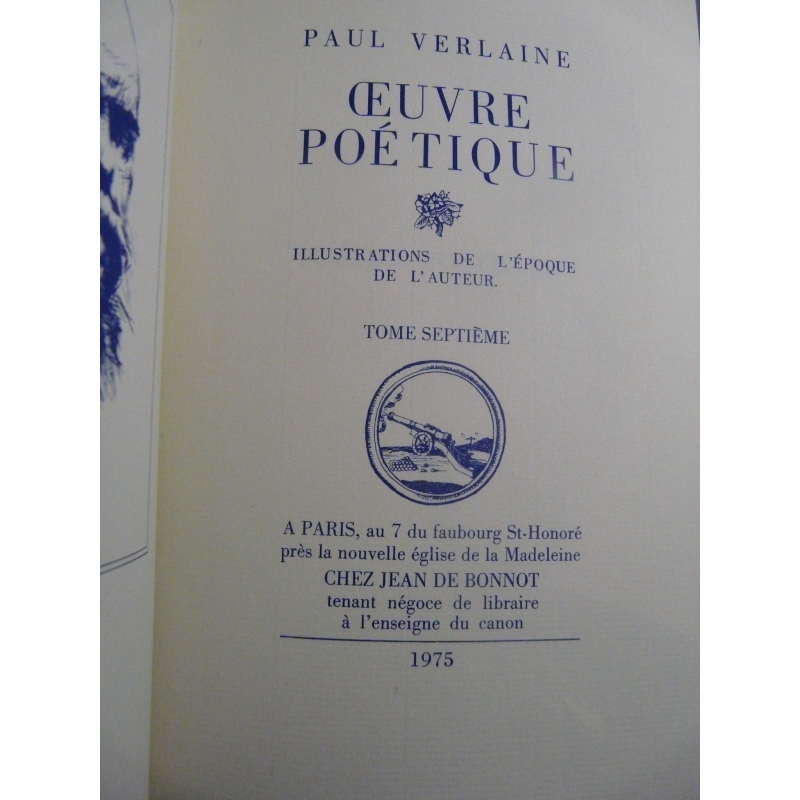 PAUL VERLAINE
ŒUVRE
POÉTIQUE
ILLUSTRATIONS DE L'ÉPOQUE
DE L'AUTEUR.
TOME SEPTIÈME
A PARIS, au 7 du faubourg St-Honoré
près la nouvelle église de la Madeleine
CHEZ JEAN DE BONNOT
tenant négoce de libraire
à l'enseigne du canon
1975